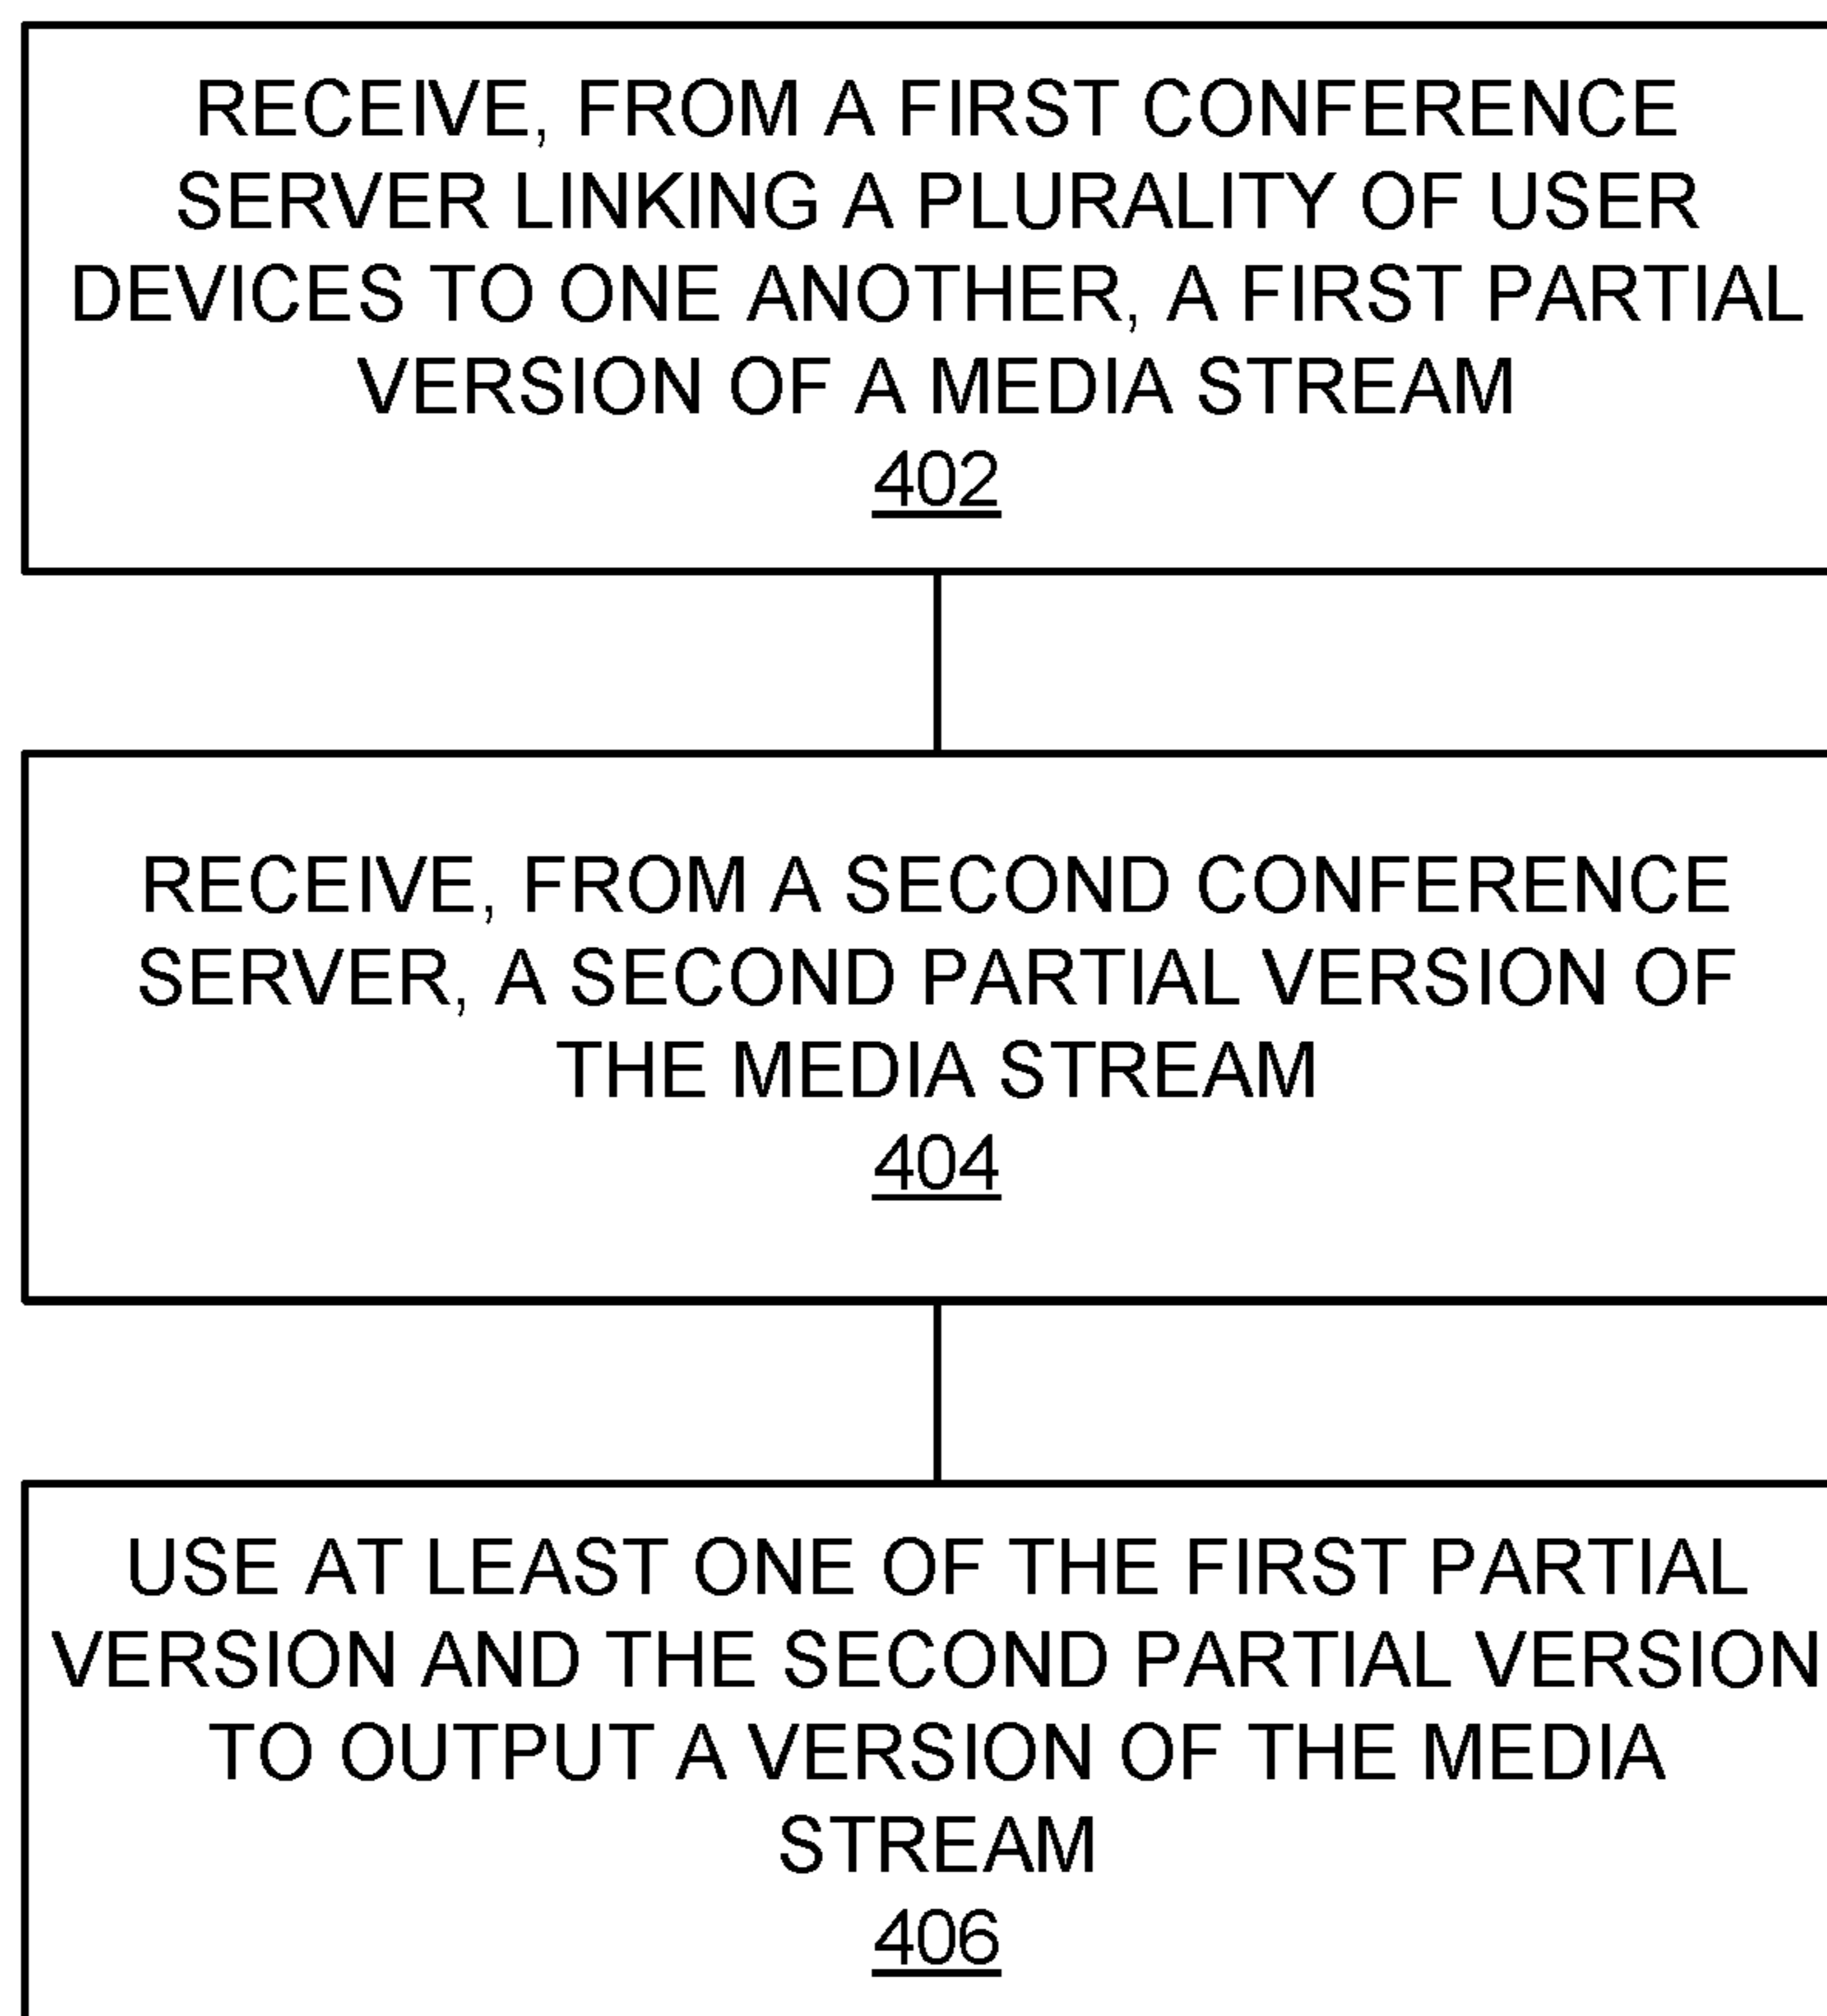 RECEIVE, FROM A FIRST CONFERENCE
SERVER LINKING A PLURALITY OF USER
DEVICES TO ONE ANOTHER, A FIRST PARTIAL
VERSION OF A MEDIA STREAM
402
RECEIVE, FROM A SECOND CONFERENCE
SERVER, A SECOND PARTIAL VERSION OF
THE MEDIA STREAM
404
USE AT LEAST ONE OF THE FIRST PARTIAL
VERSION AND THE SECOND PARTIAL VERSION
TO OUTPUT A VERSION OF THE MEDIA
STREAM
406